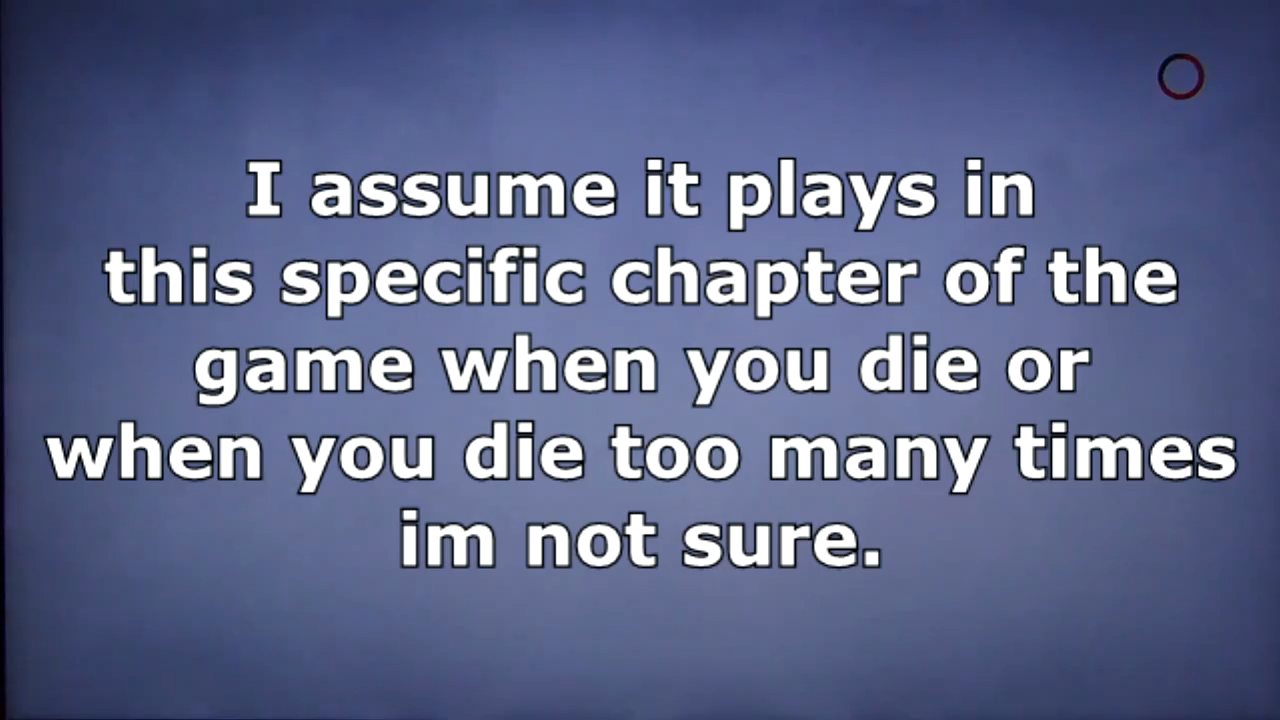 I assume it plays in
this specific chapter of the
game when you die or
when you die too many times
im not sure.